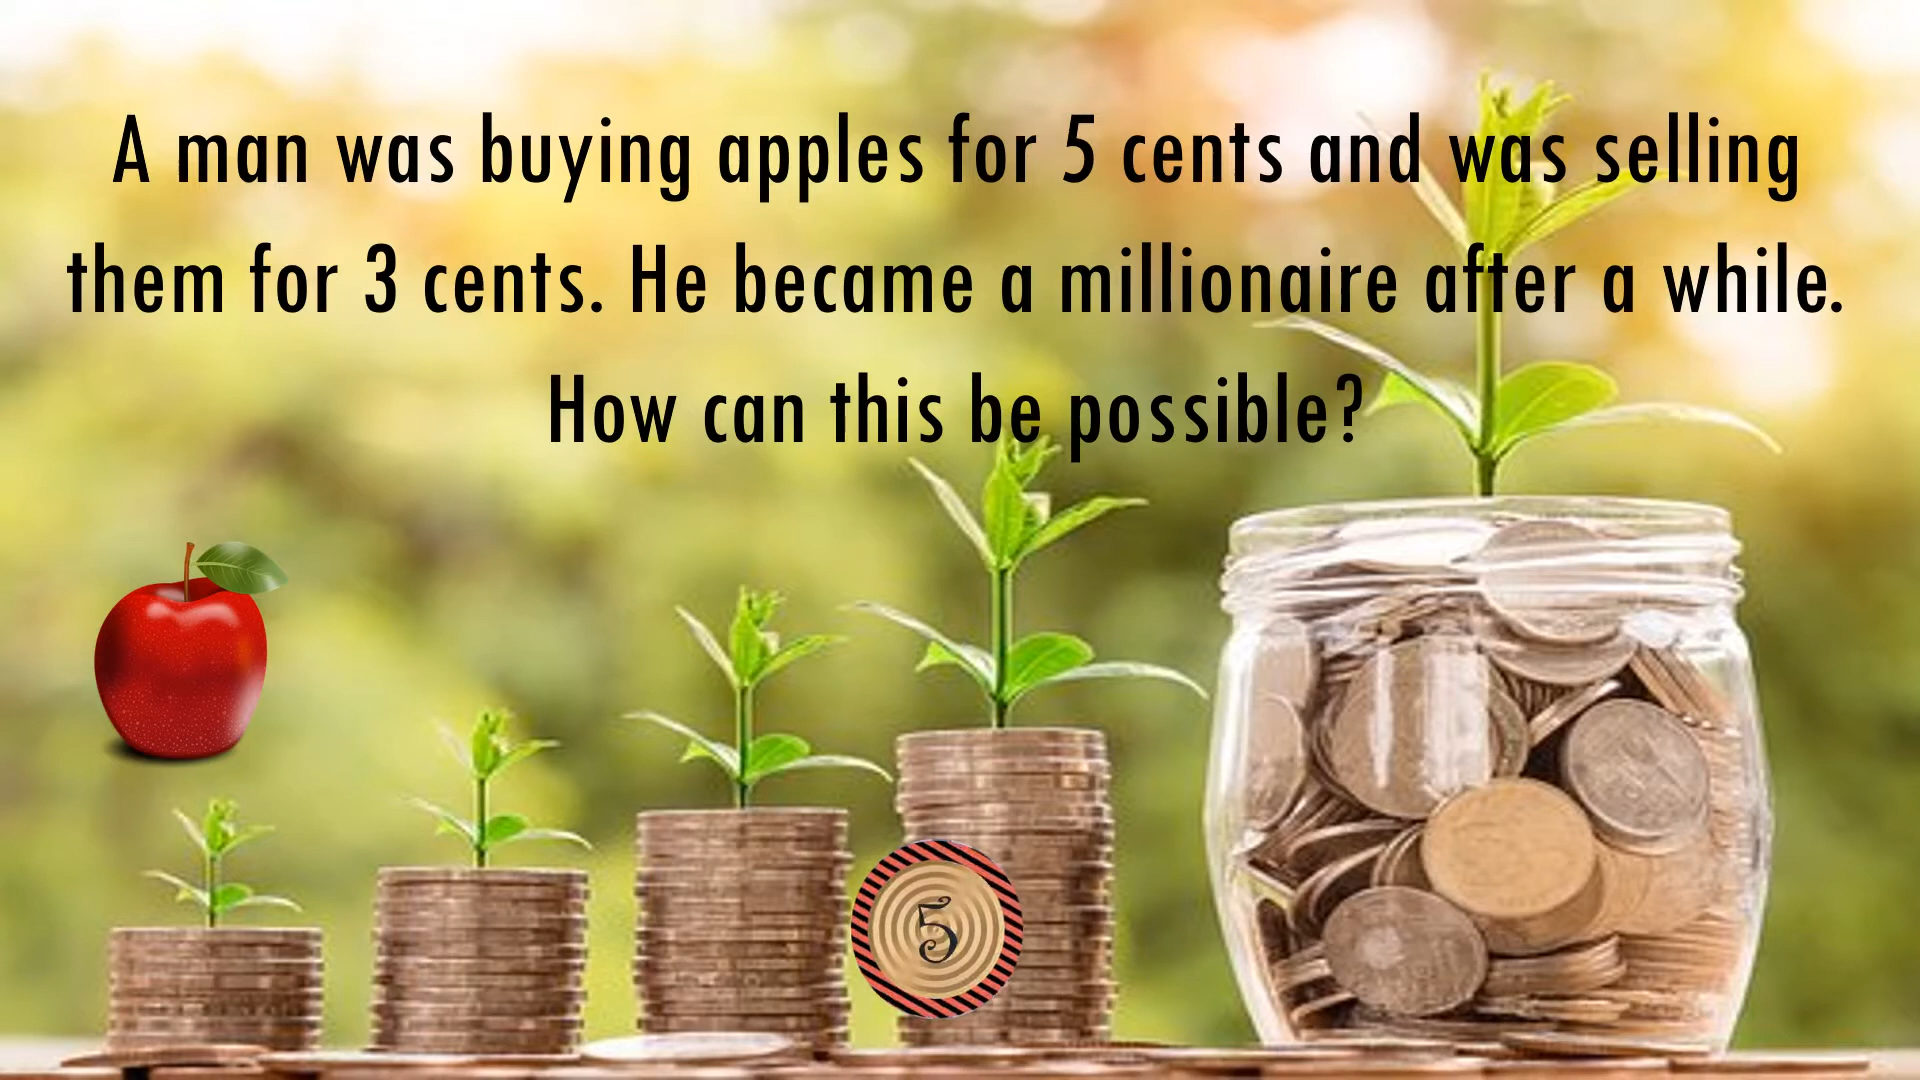 A man was buying apples for 5 cents and was selling
them for 3 cents. He became a millionaire after a while.
How can this be possible?
5